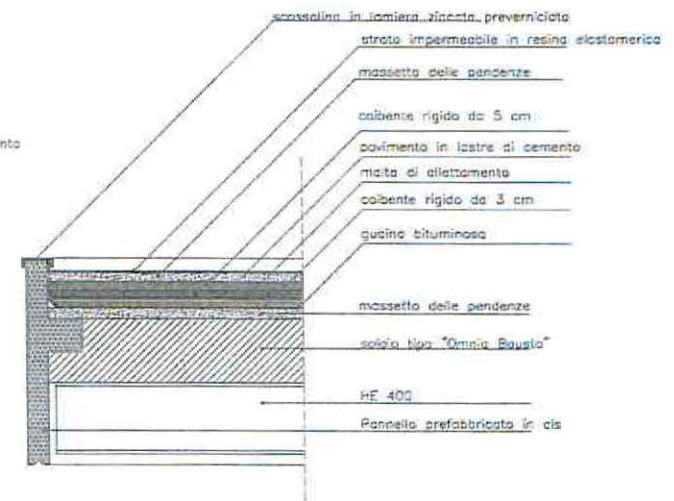 scossalina in lamiera zincata preverniciata
strato impermeabile in resina elastomerica
massetto delle pendenze
coibente rigido da 5 cm
pavimento in lastre di cemento
malta di allettamento
coibente rigido da 3 cm
guaina bituminosa
massetto delle pendenze
solaio tipo "Omnia Bausta"
HE 400
Pannello prefabbricato in cls